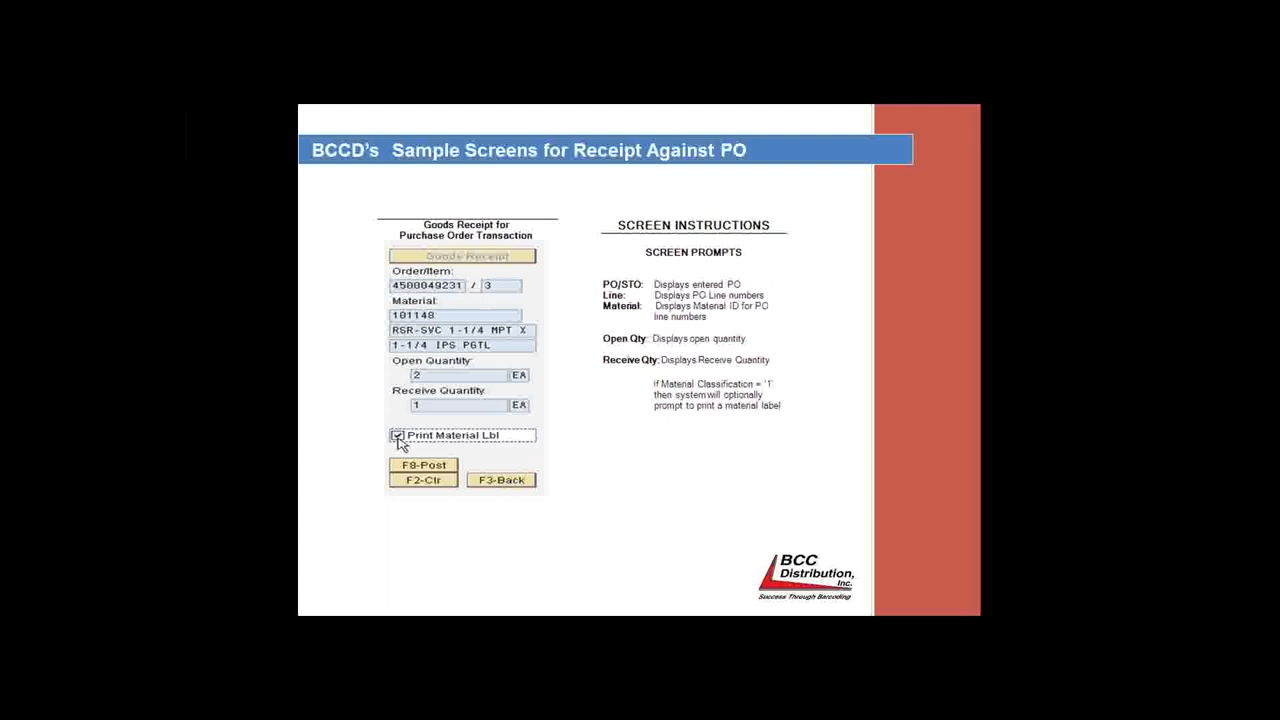 BCCD's Sample Screens for Receipt Against PO
Goods Receipt for
Purchase Order Transaction
Goods Receipt
Order/Item:
4500049231 / 3
Material:
101148
RSR-SVC 1-1/4 MPT X
1-1/4 IPS PGTL
Open Quantity
2 EA
Receive Quantity
1 EA
Print Material Lbl
F8-Post
F2-Clr F3-Back
SCREEN INSTRUCTIONS
SCREEN PROMPTS
PO/STO: Displays entered PO
Line: Displays PO Line numbers
Material: Displays Material ID for PO
line numbers
Open Qty: Displays open quantity.
Receive Qty: Displays Receive Quantity
If Material Classification = '1'
then system will optionally
prompt to print a material label
BCC
Distribution,
Inc.
Success Through Barcoding